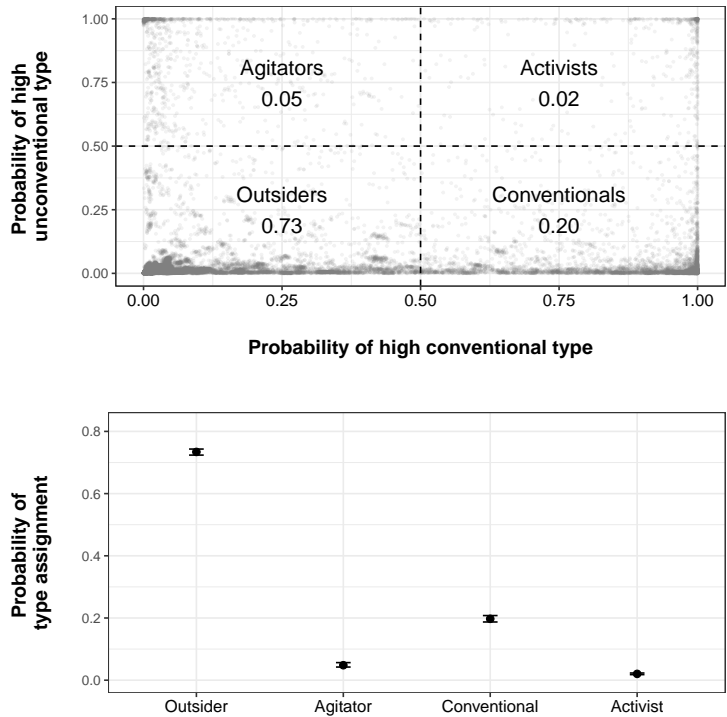 Probability of high
unconventional type
1.00
0.75
0.50
0.25
0.00
Agitators
0.05
Activists
0.02
Outsiders
0.73
Conventionals
0.20
0.00 0.25 0.50 0.75 1.00
Probability of high conventional type
Probability of
type assignment
0.8
0.6
0.4
0.2
0.0
Outsider Agitator Conventional Activist